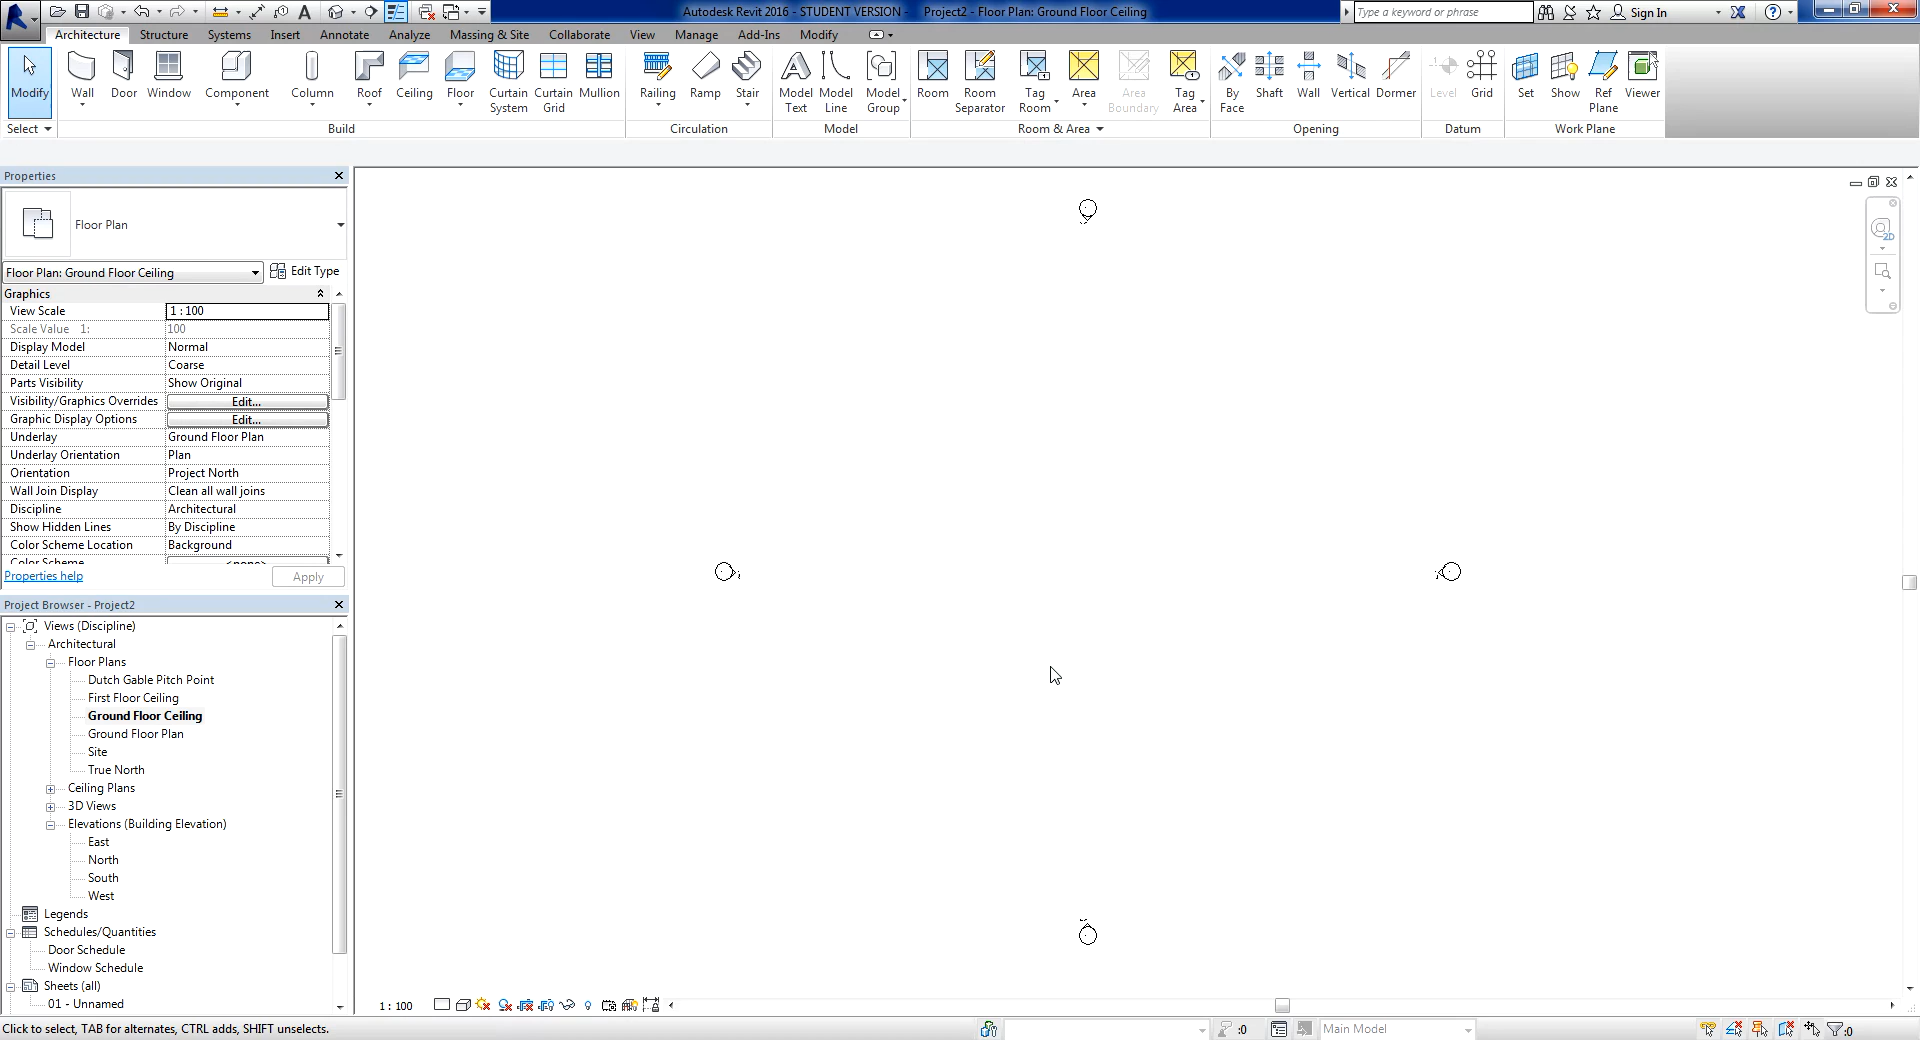 Autodesk Revit 2016 - STUDENT VERSION - Project2 - Floor Plan: Ground Floor Ceiling
Type a keyword or phrase
Sign In
Architecture Structure Systems Insert Annotate Analyze Massing & Site Collaborate View Manage Add-Ins Modify
Modify Wall Door Window Component Column Roof Ceiling Floor Curtain System Curtain Grid Mullion Railing Ramp Stair Model Text Model Line Model Group Room Room Separator Tag Room Area Area Boundary Tag Area By Face Shaft Wall Vertical Dormer Level Grid Set Show Ref Plane Viewer
Select Build Circulation Model Room & Area Opening Datum Work Plane
Properties
Floor Plan
Floor Plan: Ground Floor Ceiling Edit Type
Graphics
View Scale 1 : 100
Scale Value 1: 100
Display Model Normal
Detail Level Coarse
Parts Visibility Show Original
Visibility/Graphics Overrides Edit...
Graphic Display Options Edit...
Underlay Ground Floor Plan
Underlay Orientation Plan
Orientation Project North
Wall Join Display Clean all wall joins
Discipline Architectural
Show Hidden Lines By Discipline
Color Scheme Location Background
Color Scheme <none>
Properties help Apply
Project Browser - Project2
Views (Discipline)
Architectural
Floor Plans
Dutch Gable Pitch Point
First Floor Ceiling
Ground Floor Ceiling
Ground Floor Plan
Site
True North
Ceiling Plans
3D Views
Elevations (Building Elevation)
East
North
South
West
Legends
Schedules/Quantities
Door Schedule
Window Schedule
Sheets (all)
01 - Unnamed
2D
1 : 100
Click to select, TAB for alternates, CTRL adds, SHIFT unselects.
:0
Main Model
:0